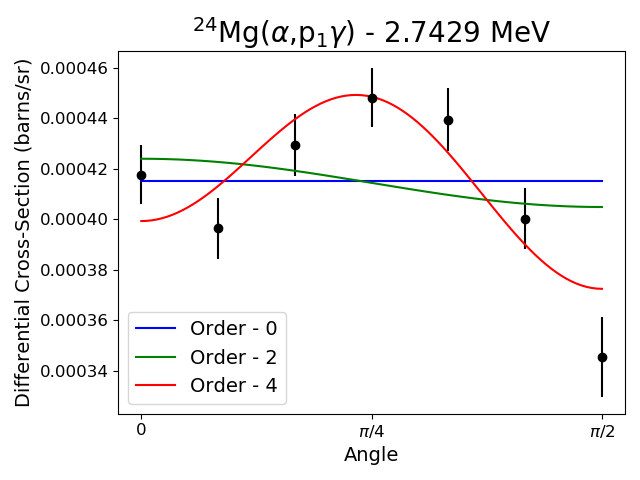 ²⁴Mg(α,p₁γ) - 2.7429 MeV
Differential Cross-Section (barns/sr)
0.00046
0.00044
0.00042
0.00040
0.00038
0.00036
0.00034
Order - 0
Order - 2
Order - 4
0
π/4
π/2
Angle